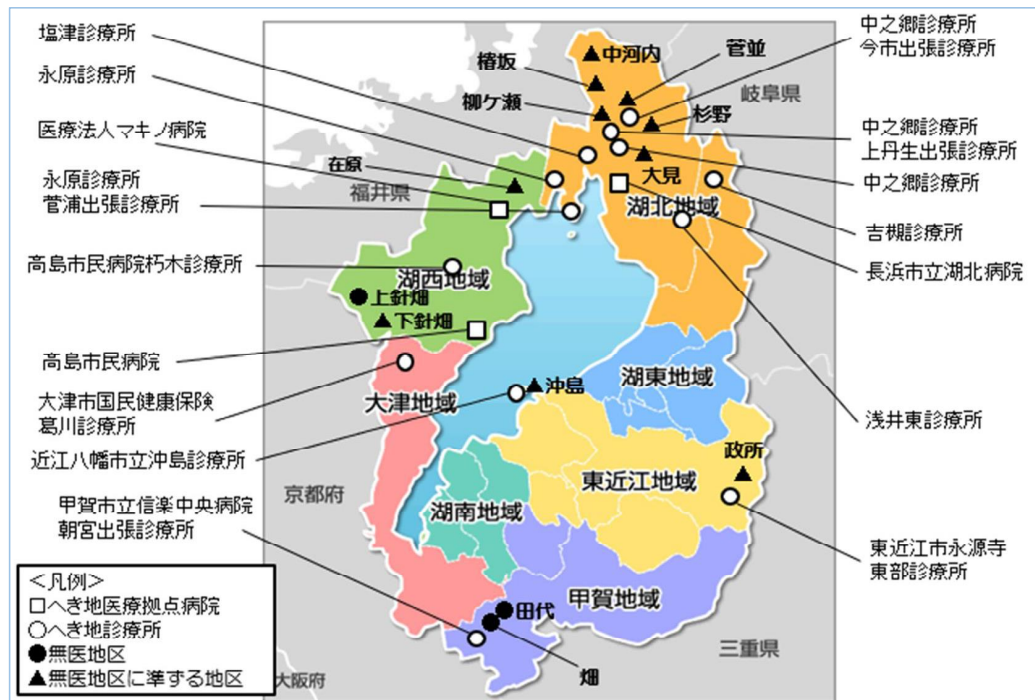 塩津診療所
永原診療所
医療法人マキノ病院
永原診療所
菅浦出張診療所
高島市民病院朽木診療所
高島市民病院
大津市国民健康保険
葛川診療所
近江八幡市立沖島診療所
甲賀市立信楽中央病院
朝宮出張診療所
中之郷診療所
今市出張診療所
中之郷診療所
上丹生出張診療所
中之郷診療所
吉槻診療所
長浜市立湖北病院
浅井東診療所
東近江市永源寺
東部診療所
中河内
椿坂
菅並
柳ケ瀬
杉野
大見
在原
岐阜県
福井県
湖北地域
湖西地域
上針畑
下針畑
大津地域
沖島
湖東地域
政所
東近江地域
湖南地域
京都府
甲賀地域
田代
畑
三重県
大阪府
<凡例>
□へき地医療拠点病院
○へき地診療所
●無医地区
▲無医地区に準ずる地区